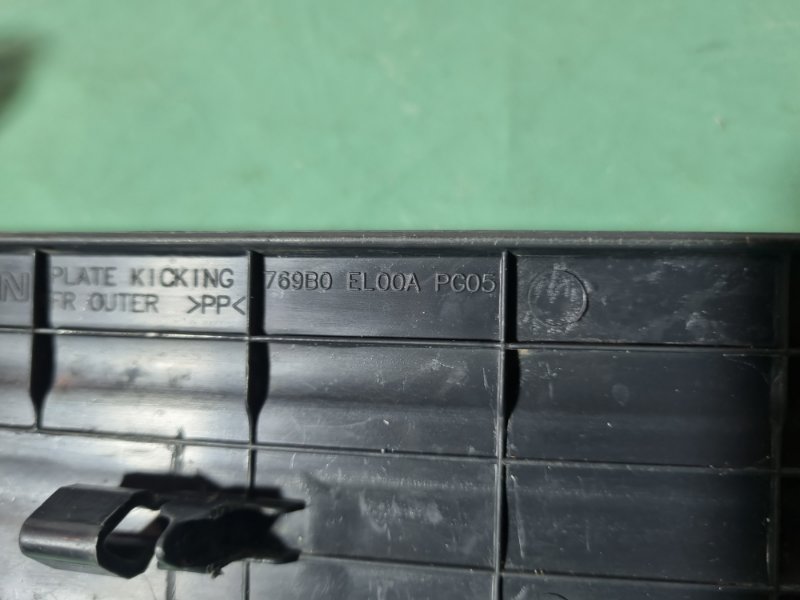 N
PLATE KICKING
FR OUTER >PP<
769B0 EL00A PG05